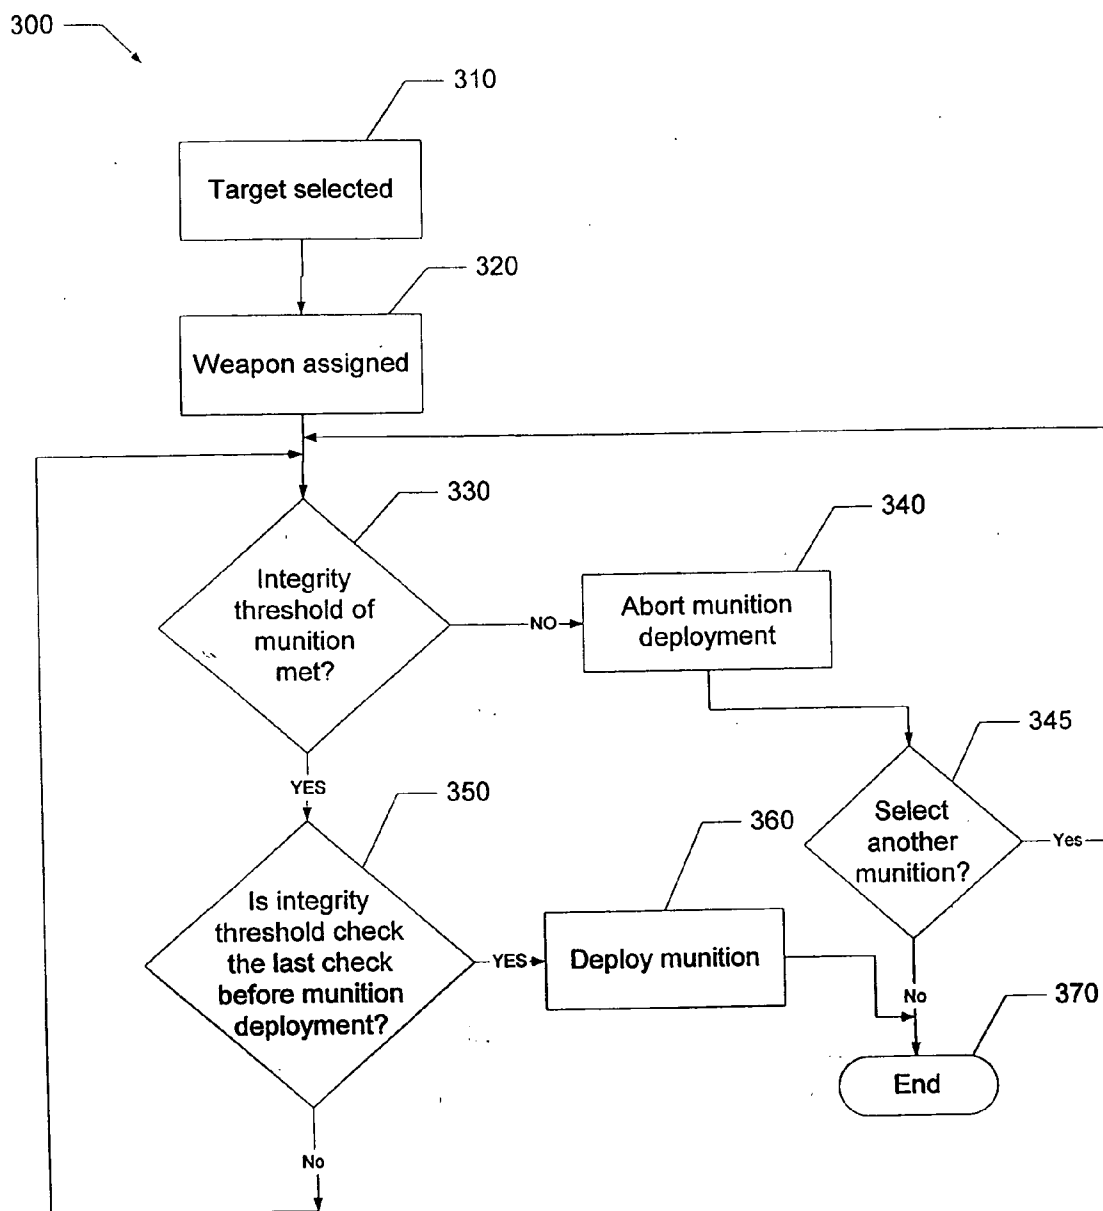 300
310
Target selected
320
Weapon assigned
330
Integrity
threshold of
munition
met?
NO
340
Abort munition
deployment
345
Select
another
munition?
Yes
YES
350
Is integrity
threshold check
the last check
before munition
deployment?
YES
360
Deploy munition
No
370
End
No